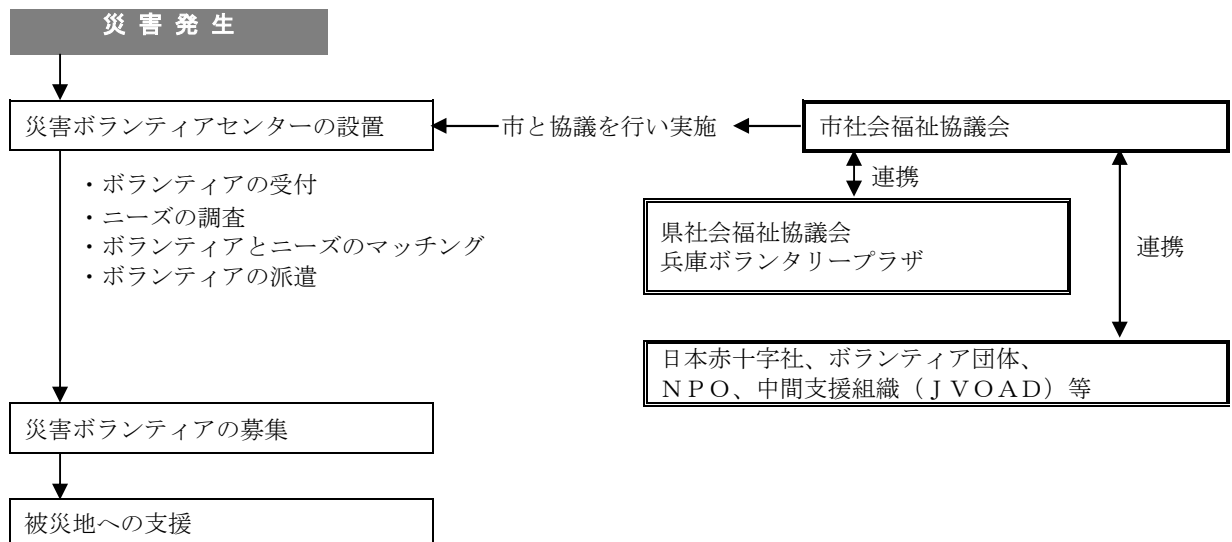 災 害 発 生
災害ボランティアセンターの設置
市と協議を行い実施
市社会福祉協議会
・ボランティアの受付
・ニーズの調査
・ボランティアとニーズのマッチング
・ボランティアの派遣
連携
県社会福祉協議会
兵庫ボランタリープラザ
連携
日本赤十字社、ボランティア団体、
ＮＰＯ、中間支援組織（ＪＶＯＡＤ）等
災害ボランティアの募集
被災地への支援